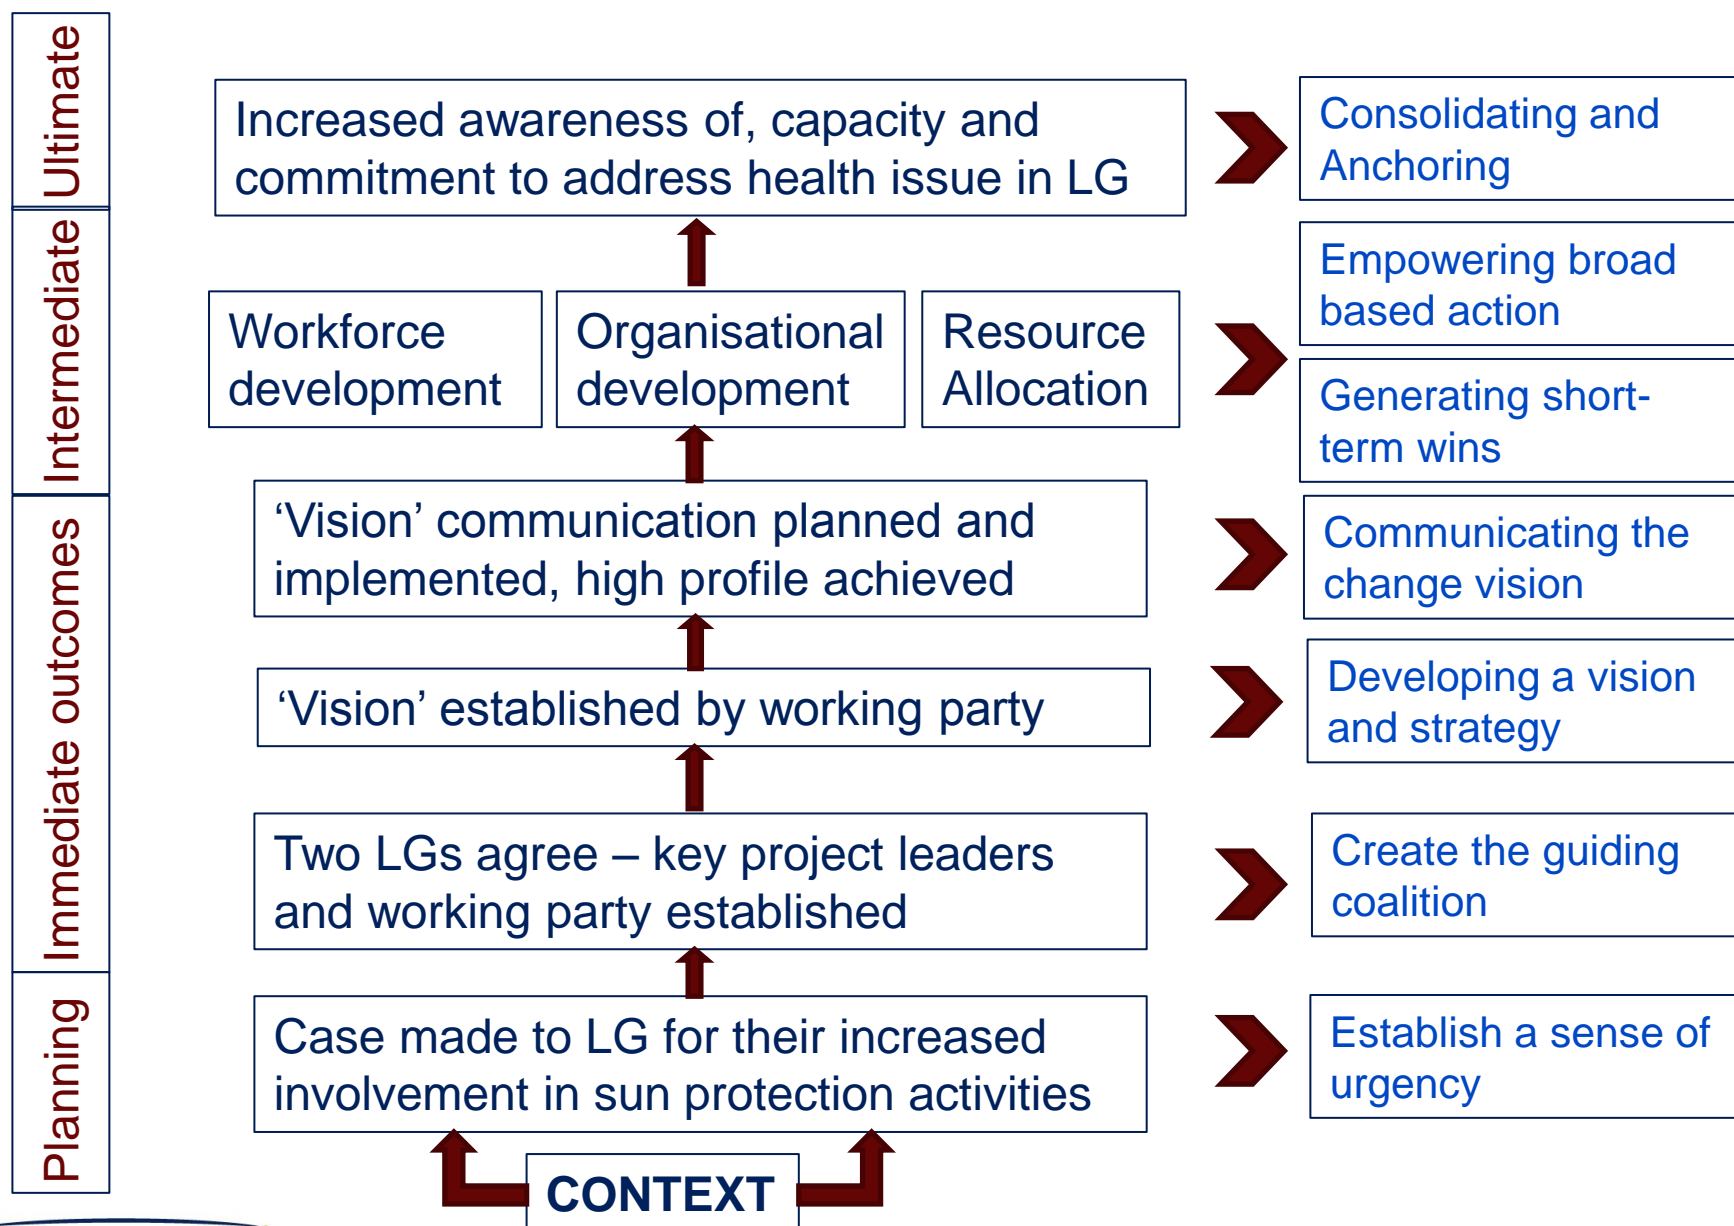 Ultimate
Increased awareness of, capacity and
commitment to address health issue in LG
Consolidating and
Anchoring
Intermediate
Workforce
development
Organisational
development
Resource
Allocation
Empowering broad
based action
Generating short-
term wins
Immediate outcomes
‘Vision’ communication planned and
implemented, high profile achieved
Communicating the
change vision
‘Vision’ established by working party
Developing a vision
and strategy
Two LGs agree – key project leaders
and working party established
Create the guiding
coalition
Planning
Case made to LG for their increased
involvement in sun protection activities
Establish a sense of
urgency
CONTEXT